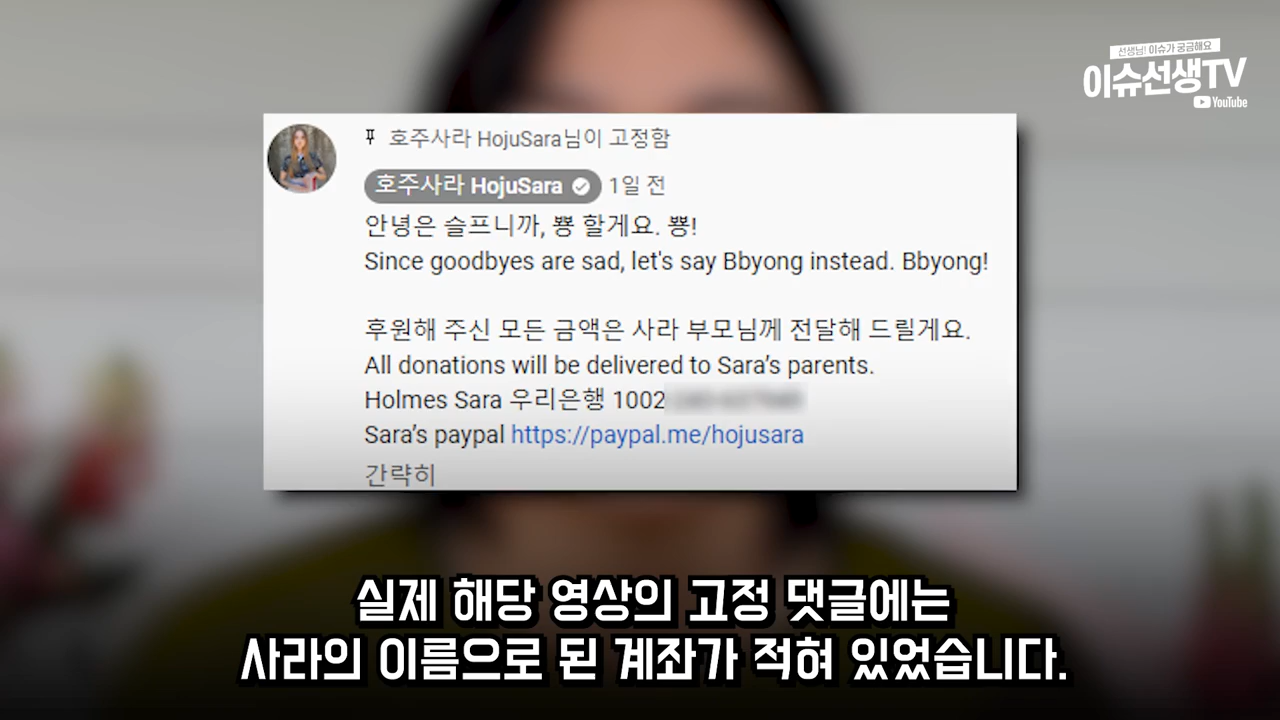 선생님! 이슈가 궁금해요
이슈선생TV
YouTube
호주사라 HojuSara님이 고정함
호주사라 HojuSara 1일 전
안녕은 슬프니까, 뿅 할게요. 뿅!
Since goodbyes are sad, let's say Bbyong instead. Bbyong!
후원해 주신 모든 금액은 사라 부모님께 전달해 드릴게요.
All donations will be delivered to Sara’s parents.
Holmes Sara 우리은행 1002
Sara’s paypal https://paypal.me/hojusara
간략히
실제 해당 영상의 고정 댓글에는
사라의 이름으로 된 계좌가 적혀 있었습니다.